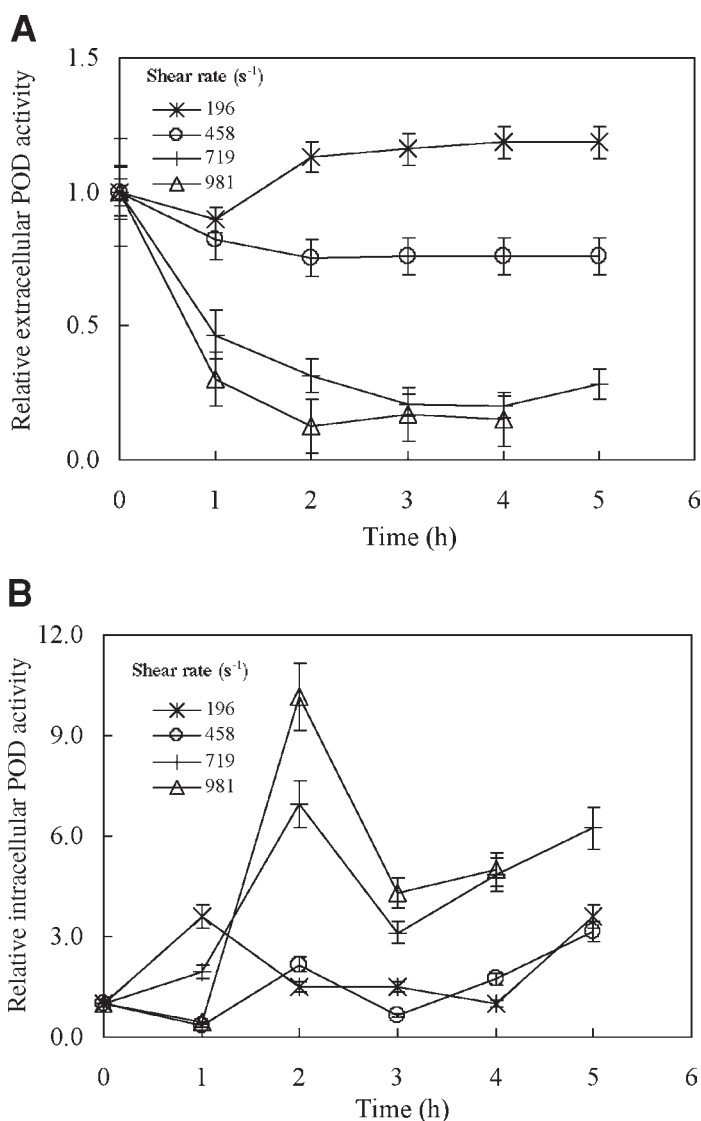 A
Relative extracellular POD activity
1.5
1.0
0.5
0.0
Shear rate (s⁻¹)
196
458
719
981
0 1 2 3 4 5 6
Time (h)
B
Relative intracellular POD activity
12.0
9.0
6.0
3.0
0.0
Shear rate (s⁻¹)
196
458
719
981
0 1 2 3 4 5 6
Time (h)